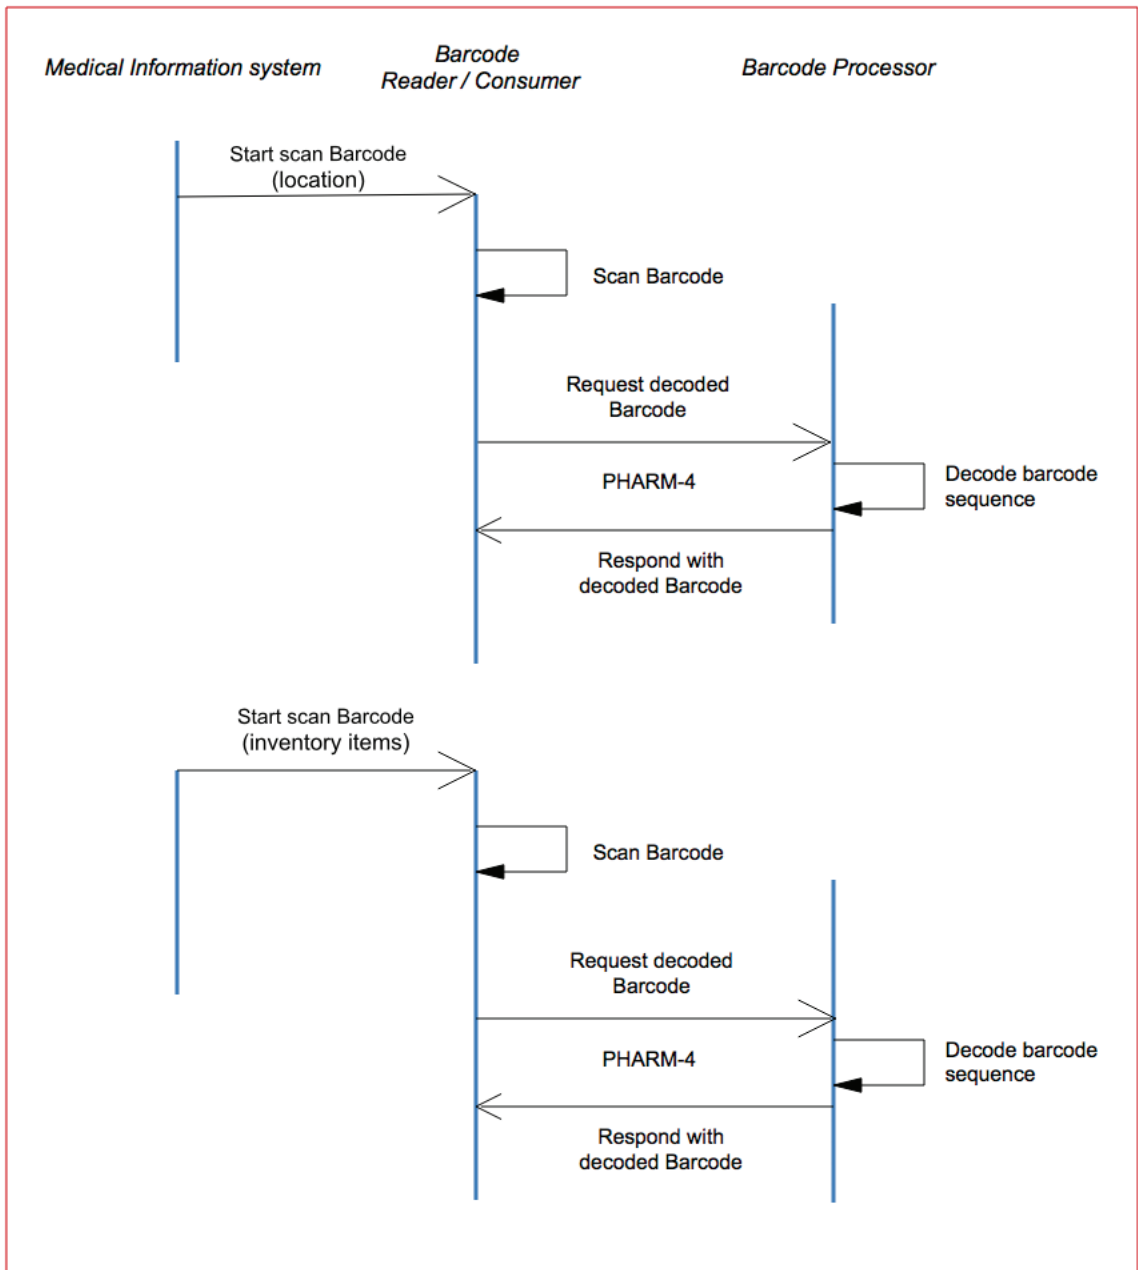 Medical Information system
Barcode
Reader / Consumer
Barcode Processor
Start scan Barcode
(location)
Scan Barcode
Request decoded
Barcode
PHARM-4
Decode barcode
sequence
Respond with
decoded Barcode
Start scan Barcode
(inventory items)
Scan Barcode
Request decoded
Barcode
PHARM-4
Decode barcode
sequence
Respond with
decoded Barcode